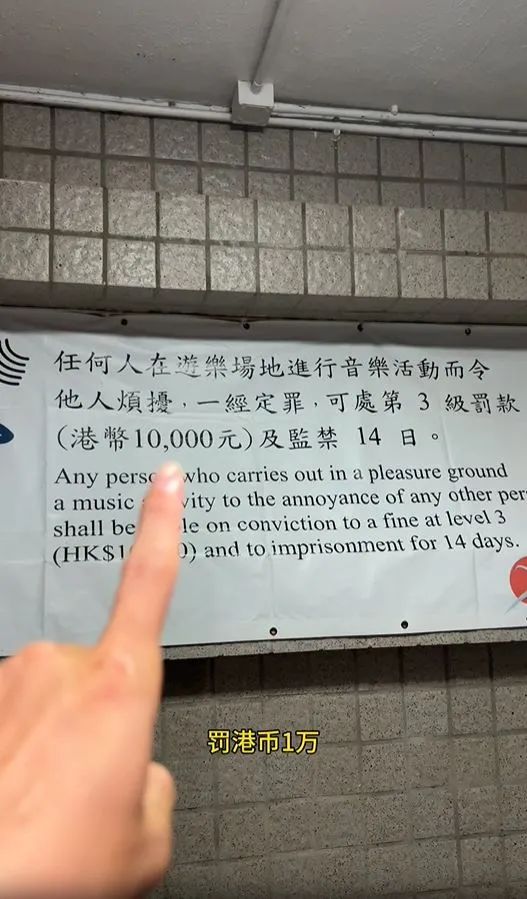 任何人在遊樂場地進行音樂活動而令
他人煩擾，一經定罪，可處第 3 級罰款
(港幣10,000元)及監禁 14 日。
Any who carries out in a pleasure ground
a music to the annoyance of any other
shall be on conviction to a fine at level 3
and to imprisonment for 14 days.
罚港币1万